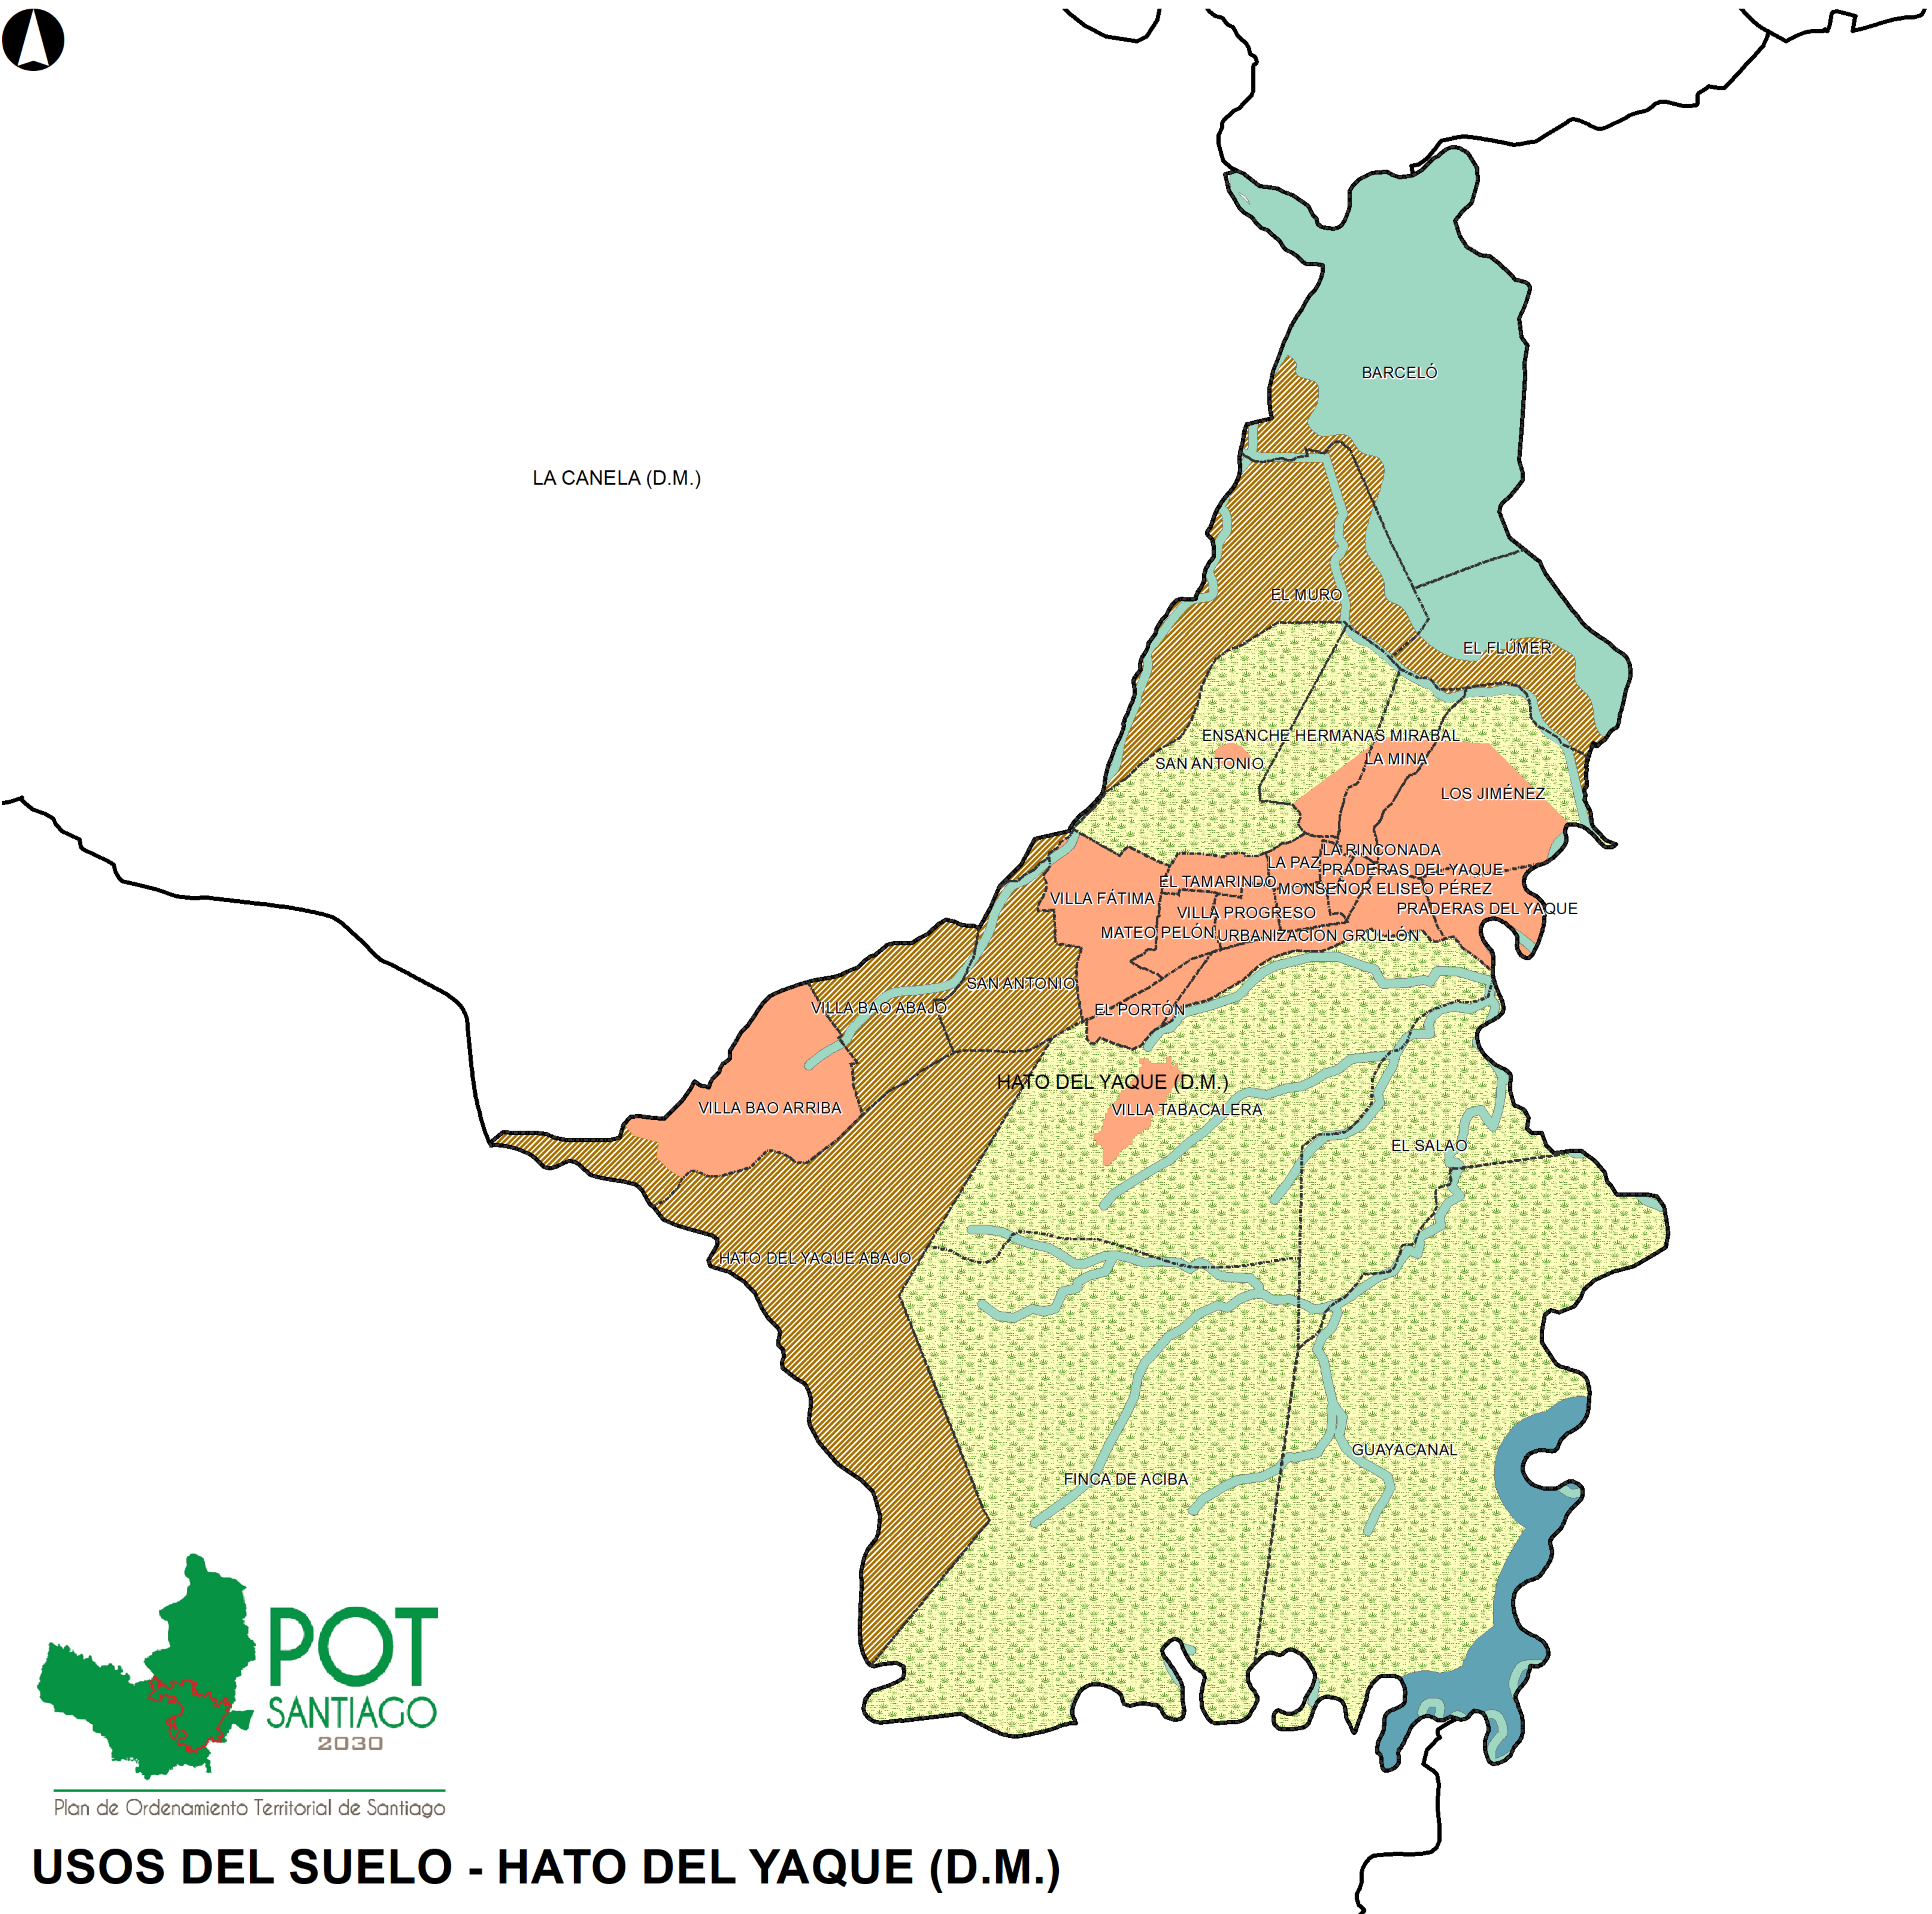 BARCELÓ
LA CANELA (D.M.)
EL MURO
EL FLÚMER
ENSANCHE HERMANAS MIRABAL
SAN ANTONIO
LA MINA
LOS JIMÉNEZ
LA RINCONADA
LA PAZ
PRADERAS DEL YAQUE
EL TAMARINDO
MONSEÑOR ELISEO PÉREZ
VILLA FÁTIMA
VILLA PROGRESO
PRADERAS DEL YAQUE
MATEO PELÓN
URBANIZACIÓN GRULLÓN
SAN ANTONIO
VILLA BAO ABAJO
EL PORTÓN
HATO DEL YAQUE (D.M.)
VILLA BAO ARRIBA
VILLA TABACALERA
EL SALAO
HATO DEL YAQUE ABAJO
GUAYACANAL
FINCA DE ACIBA
POT
SANTIAGO
2030
Plan de Ordenamiento Territorial de Santiago
USOS DEL SUELO - HATO DEL YAQUE (D.M.)